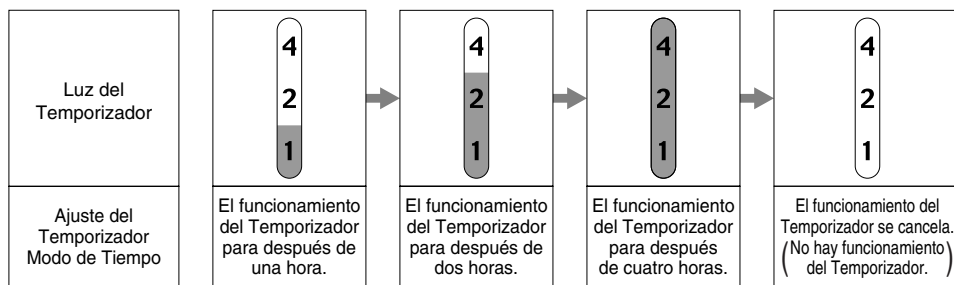 Luz del
Temporizador
4
2
1
4
2
1
4
2
1
4
2
1
Ajuste del
Temporizador
Modo de Tiempo
El funcionamiento
del Temporizador
para después de
una hora.
El funcionamiento
del Temporizador
para después de
dos horas.
El funcionamiento
del Temporizador
para después
de cuatro horas.
El funcionamiento del
Temporizador se cancela.
(No hay funcionamiento
del Temporizador.)